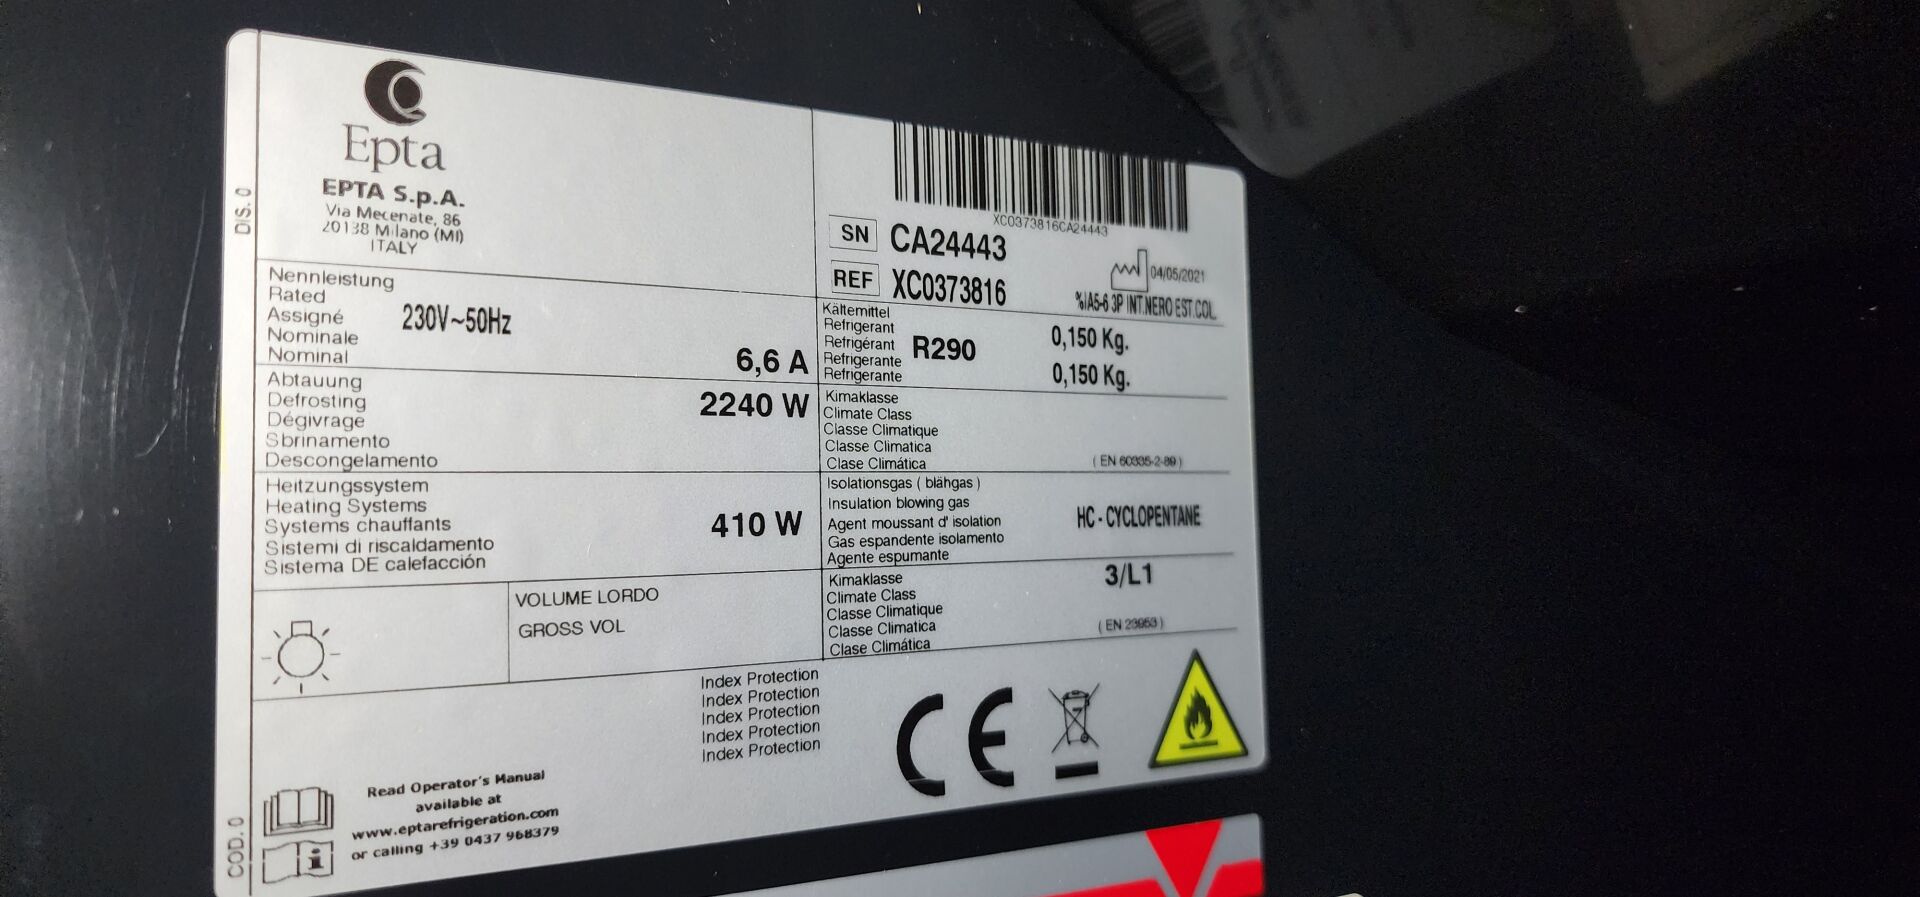 Epta
EPTA S.p.A.
Via Mecenate, 86
20138 Milano (MI)
ITALY
DIS. 0
XC0373816CA24443
SN CA24443
REF XC0373816
04/05/2021
INT.NERO EST.COL.
Nennleistung
Rated
Assigné
Nominale
Nominal
230V~50Hz
6,6 A
Kältemittel
Refrigerant
Refrigérant
Refrigerante
Refrigerante
R290
0,150 Kg.
0,150 Kg.
Abtauung
Defrosting
Dégivrage
Sbrinamento
Descongelamento
2240 W
Kimaklasse
Climate Class
Classe Climatique
Classe Climatica
Clase Climática
( EN 60335-2-89 )
Heitzungssystem
Heating Systems
Systems chauffants
Sistemi di riscaldamento
Sistema DE calefacción
410 W
Isolationsgas ( blähgas )
Insulation blowing gas
Agent moussant d' isolation
Gas espandente isolamento
Agente espumante
HC - CYCLOPENTANE
VOLUME LORDO
GROSS VOL
Kimaklasse
Climate Class
Classe Climatique
Classe Climatica
Clase Climática
3/L1
( EN 23953 )
Index Protection
Index Protection
Index Protection
Index Protection
Index Protection
CE
Read Operator's Manual
available at
www.eptarefrigeration.com
or calling +39 0437 968379
COD. 0